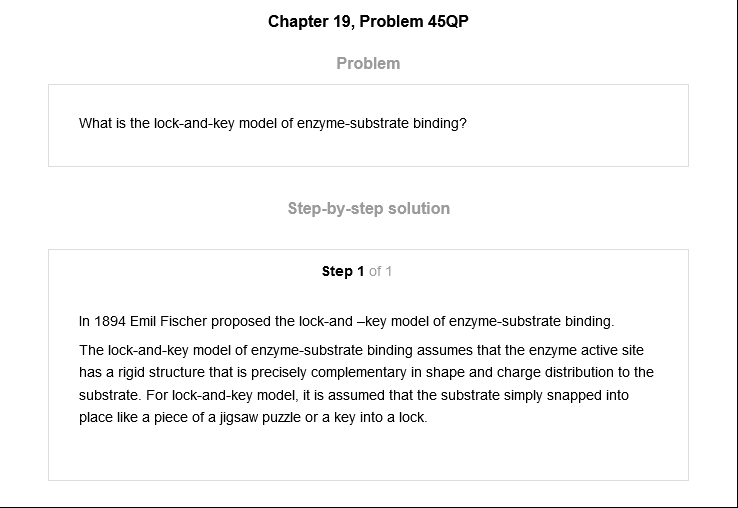 Chapter 19, Problem 45QP
Problem
What is the lock-and-key model of enzyme-substrate binding?
Step-by-step solution
Step 1 of 1
In 1894 Emil Fischer proposed the lock-and –key model of enzyme-substrate binding.
The lock-and-key model of enzyme-substrate binding assumes that the enzyme active site
has a rigid structure that is precisely complementary in shape and charge distribution to the
substrate. For lock-and-key model, it is assumed that the substrate simply snapped into
place like a piece of a jigsaw puzzle or a key into a lock.